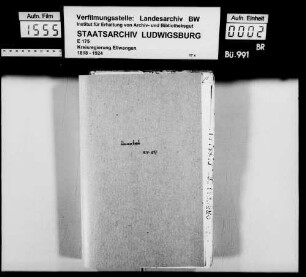 Aufn. Film
1555
Verfilmungsstelle: Landesarchiv BW
Institut für Erhaltung von Archiv- und Bibliotheksgut
STAATSARCHIV LUDWIGSBURG
E 175
Kreisregierung Ellwangen
1818 - 1924
Aufn. Einheit
0002
BR
Bü. 991